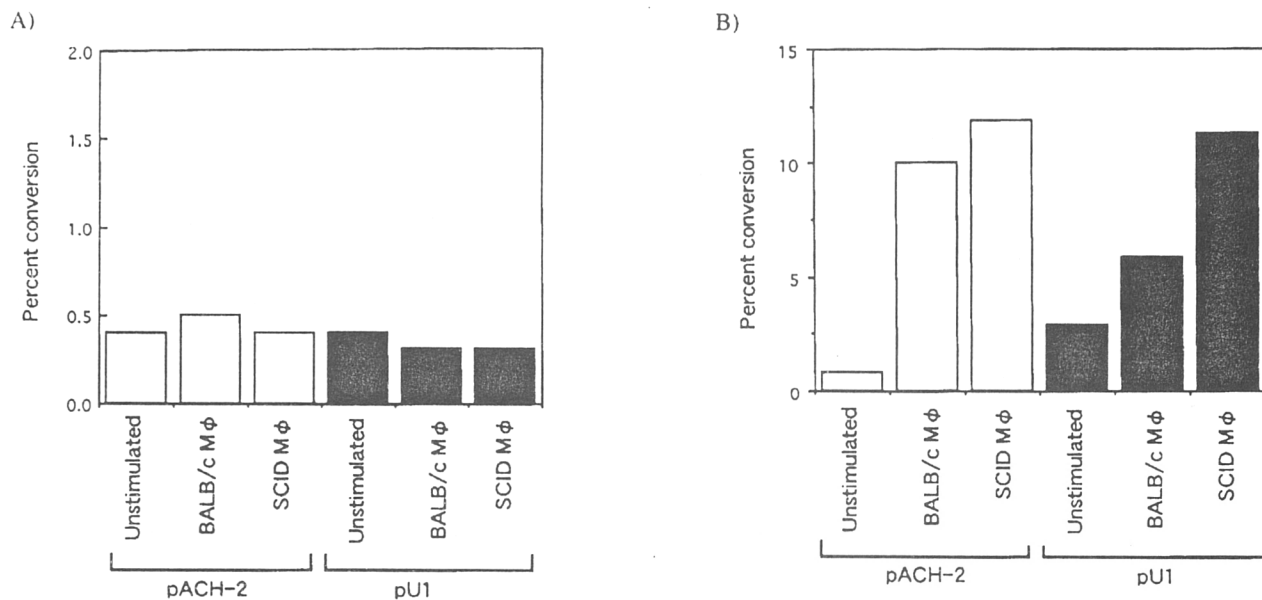 A)
2.0
1.5
1.0
0.5
0.0
Percent conversion
Unstimulated
BALB/c MΦ
SCID MΦ
Unstimulated
BALB/c MΦ
SCID MΦ
pACH-2
pU1
B)
15
10
5
0
Percent conversion
Unstimulated
BALB/c MΦ
SCID MΦ
Unstimulated
BALB/c MΦ
SCID MΦ
pACH-2
pU1